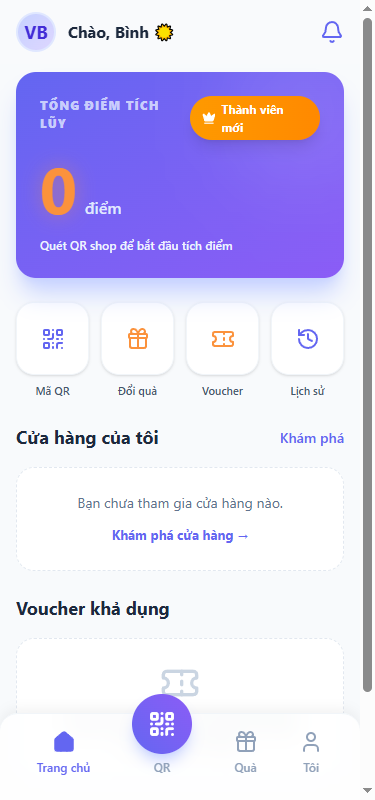 VB
Chào, Bình
TỔNG ĐIỂM TÍCH
LŨY
Thành viên
mới
0 điểm
Quét QR shop để bắt đầu tích điểm
Mã QR
Đổi quà
Voucher
Lịch sử
Cửa hàng của tôi
Khám phá
Bạn chưa tham gia cửa hàng nào.
Khám phá cửa hàng →
Voucher khả dụng
Trang chủ
QR
Quà
Tôi